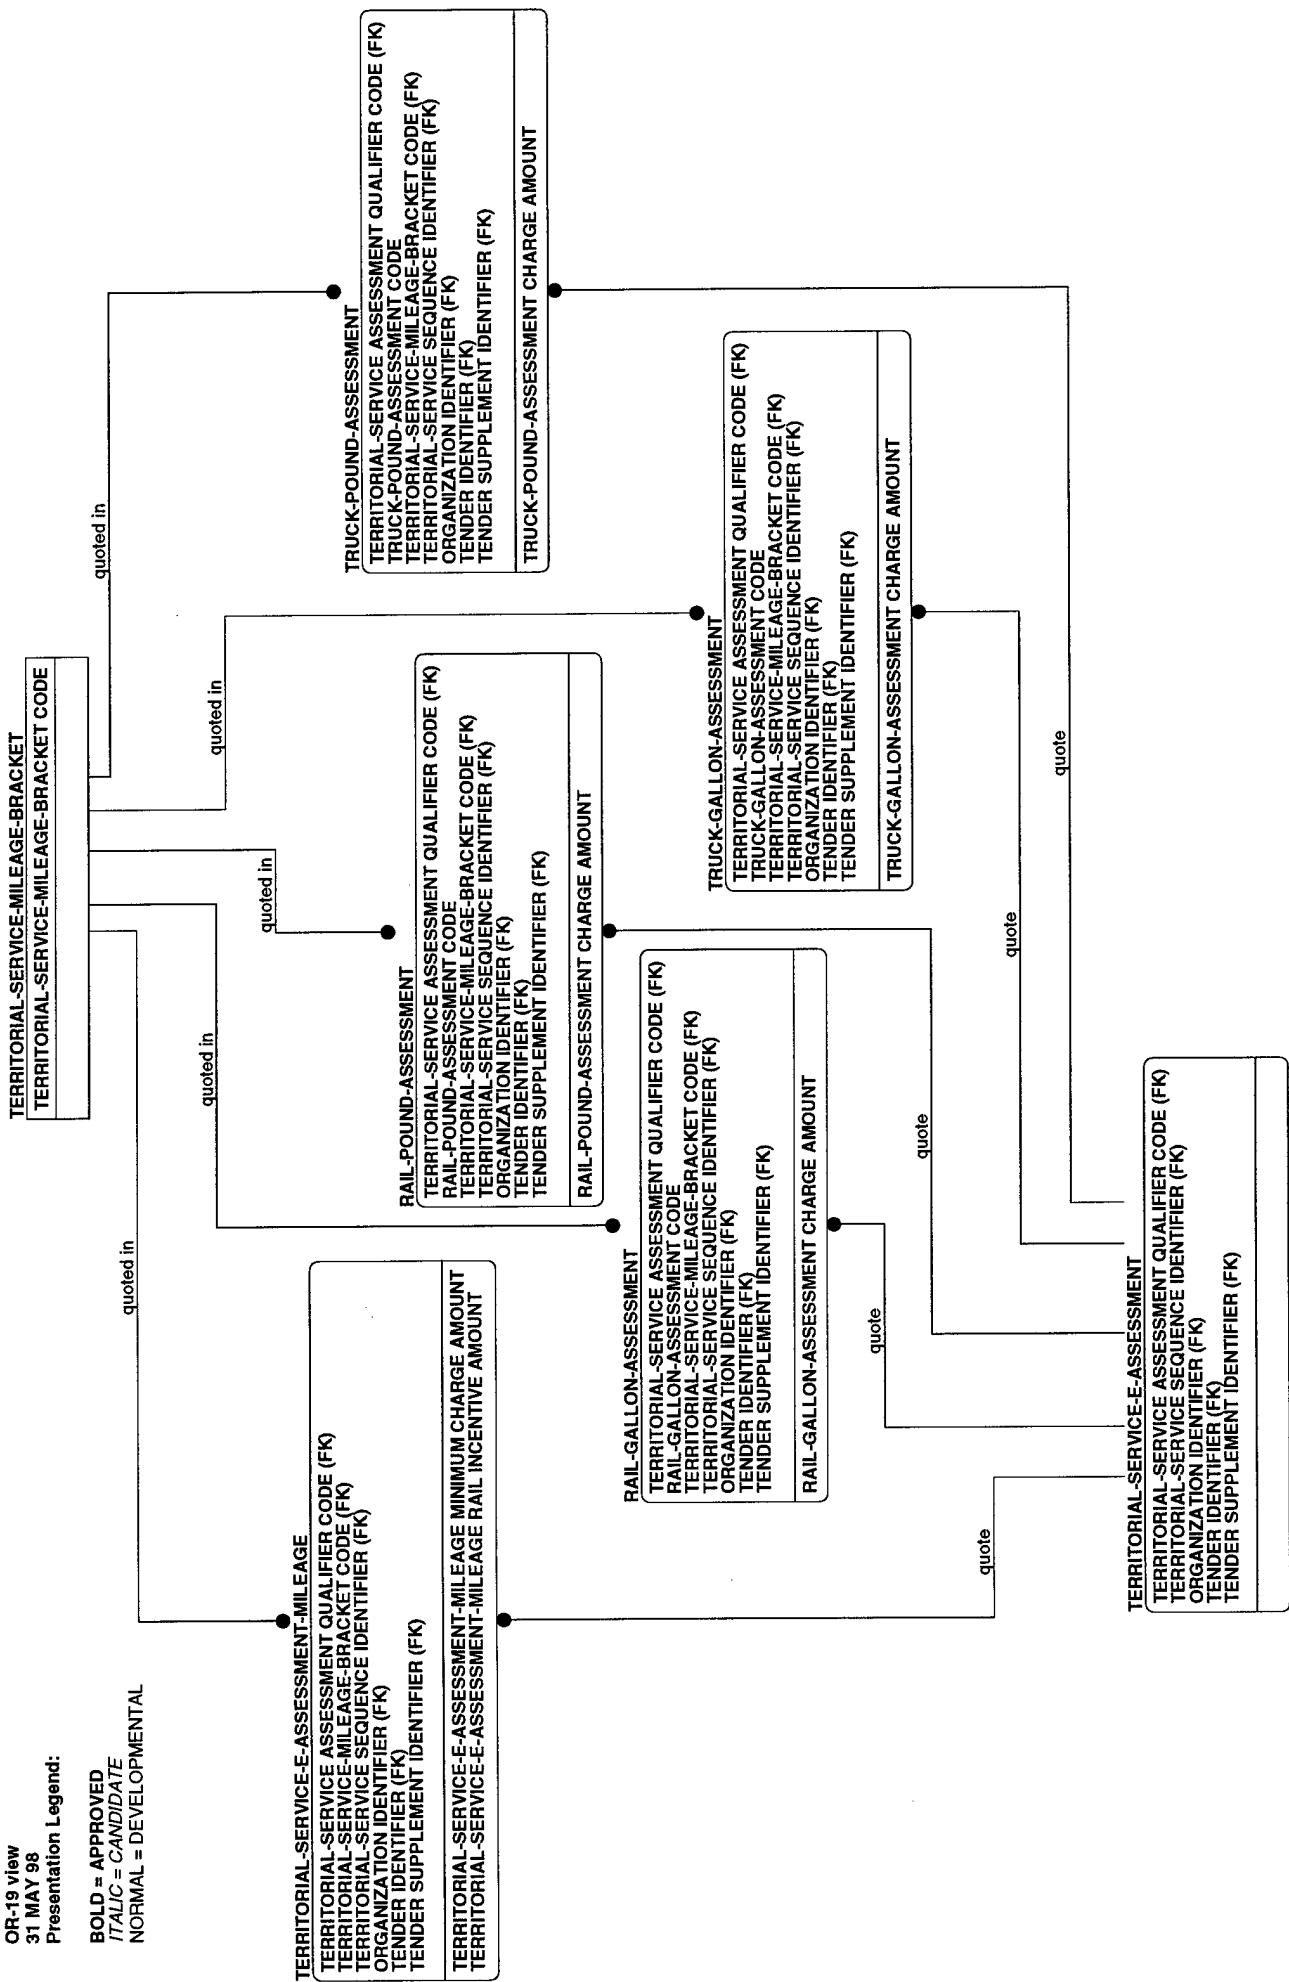 OR-19 view
31 MAY 98
Presentation Legend:
BOLD = APPROVED
ITALIC = CANDIDATE
NORMAL = DEVELOPMENTAL
TERRITORIAL-SERVICE-MILEAGE-BRACKET
TERRITORIAL-SERVICE-MILEAGE-BRACKET CODE
quoted in
quoted in
quoted in
quoted in
quoted in
TERRITORIAL-SERVICE-E-ASSESSMENT-MILEAGE
TERRITORIAL-SERVICE ASSESSMENT QUALIFIER CODE (FK)
TERRITORIAL-SERVICE-MILEAGE-BRACKET CODE (FK)
TERRITORIAL-SERVICE SEQUENCE IDENTIFIER (FK)
ORGANIZATION IDENTIFIER (FK)
TENDER IDENTIFIER (FK)
TENDER SUPPLEMENT IDENTIFIER (FK)
TERRITORIAL-SERVICE-E-ASSESSMENT-MILEAGE MINIMUM CHARGE AMOUNT
TERRITORIAL-SERVICE-E-ASSESSMENT-MILEAGE RAIL INCENTIVE AMOUNT
RAIL-POUND-ASSESSMENT
TERRITORIAL-SERVICE ASSESSMENT QUALIFIER CODE (FK)
RAIL-POUND-ASSESSMENT CODE
TERRITORIAL-SERVICE-MILEAGE-BRACKET CODE (FK)
TERRITORIAL-SERVICE SEQUENCE IDENTIFIER (FK)
ORGANIZATION IDENTIFIER (FK)
TENDER IDENTIFIER (FK)
TENDER SUPPLEMENT IDENTIFIER (FK)
RAIL-POUND-ASSESSMENT CHARGE AMOUNT
TRUCK-POUND-ASSESSMENT
TERRITORIAL-SERVICE ASSESSMENT QUALIFIER CODE (FK)
TRUCK-POUND-ASSESSMENT CODE
TERRITORIAL-SERVICE-MILEAGE-BRACKET CODE (FK)
TERRITORIAL-SERVICE SEQUENCE IDENTIFIER (FK)
ORGANIZATION IDENTIFIER (FK)
TENDER IDENTIFIER (FK)
TENDER SUPPLEMENT IDENTIFIER (FK)
TRUCK-POUND-ASSESSMENT CHARGE AMOUNT
RAIL-GALLON-ASSESSMENT
TERRITORIAL-SERVICE ASSESSMENT QUALIFIER CODE (FK)
RAIL-GALLON-ASSESSMENT CODE
TERRITORIAL-SERVICE-MILEAGE-BRACKET CODE (FK)
TERRITORIAL-SERVICE SEQUENCE IDENTIFIER (FK)
ORGANIZATION IDENTIFIER (FK)
TENDER IDENTIFIER (FK)
TENDER SUPPLEMENT IDENTIFIER (FK)
RAIL-GALLON-ASSESSMENT CHARGE AMOUNT
TRUCK-GALLON-ASSESSMENT
TERRITORIAL-SERVICE ASSESSMENT QUALIFIER CODE (FK)
TRUCK-GALLON-ASSESSMENT CODE
TERRITORIAL-SERVICE-MILEAGE-BRACKET CODE (FK)
TERRITORIAL-SERVICE SEQUENCE IDENTIFIER (FK)
ORGANIZATION IDENTIFIER (FK)
TENDER IDENTIFIER (FK)
TENDER SUPPLEMENT IDENTIFIER (FK)
TRUCK-GALLON-ASSESSMENT CHARGE AMOUNT
quote
quote
quote
quote
quote
TERRITORIAL-SERVICE-E-ASSESSMENT
TERRITORIAL-SERVICE ASSESSMENT QUALIFIER CODE (FK)
TERRITORIAL-SERVICE SEQUENCE IDENTIFIER (FK)
ORGANIZATION IDENTIFIER (FK)
TENDER IDENTIFIER (FK)
TENDER SUPPLEMENT IDENTIFIER (FK)